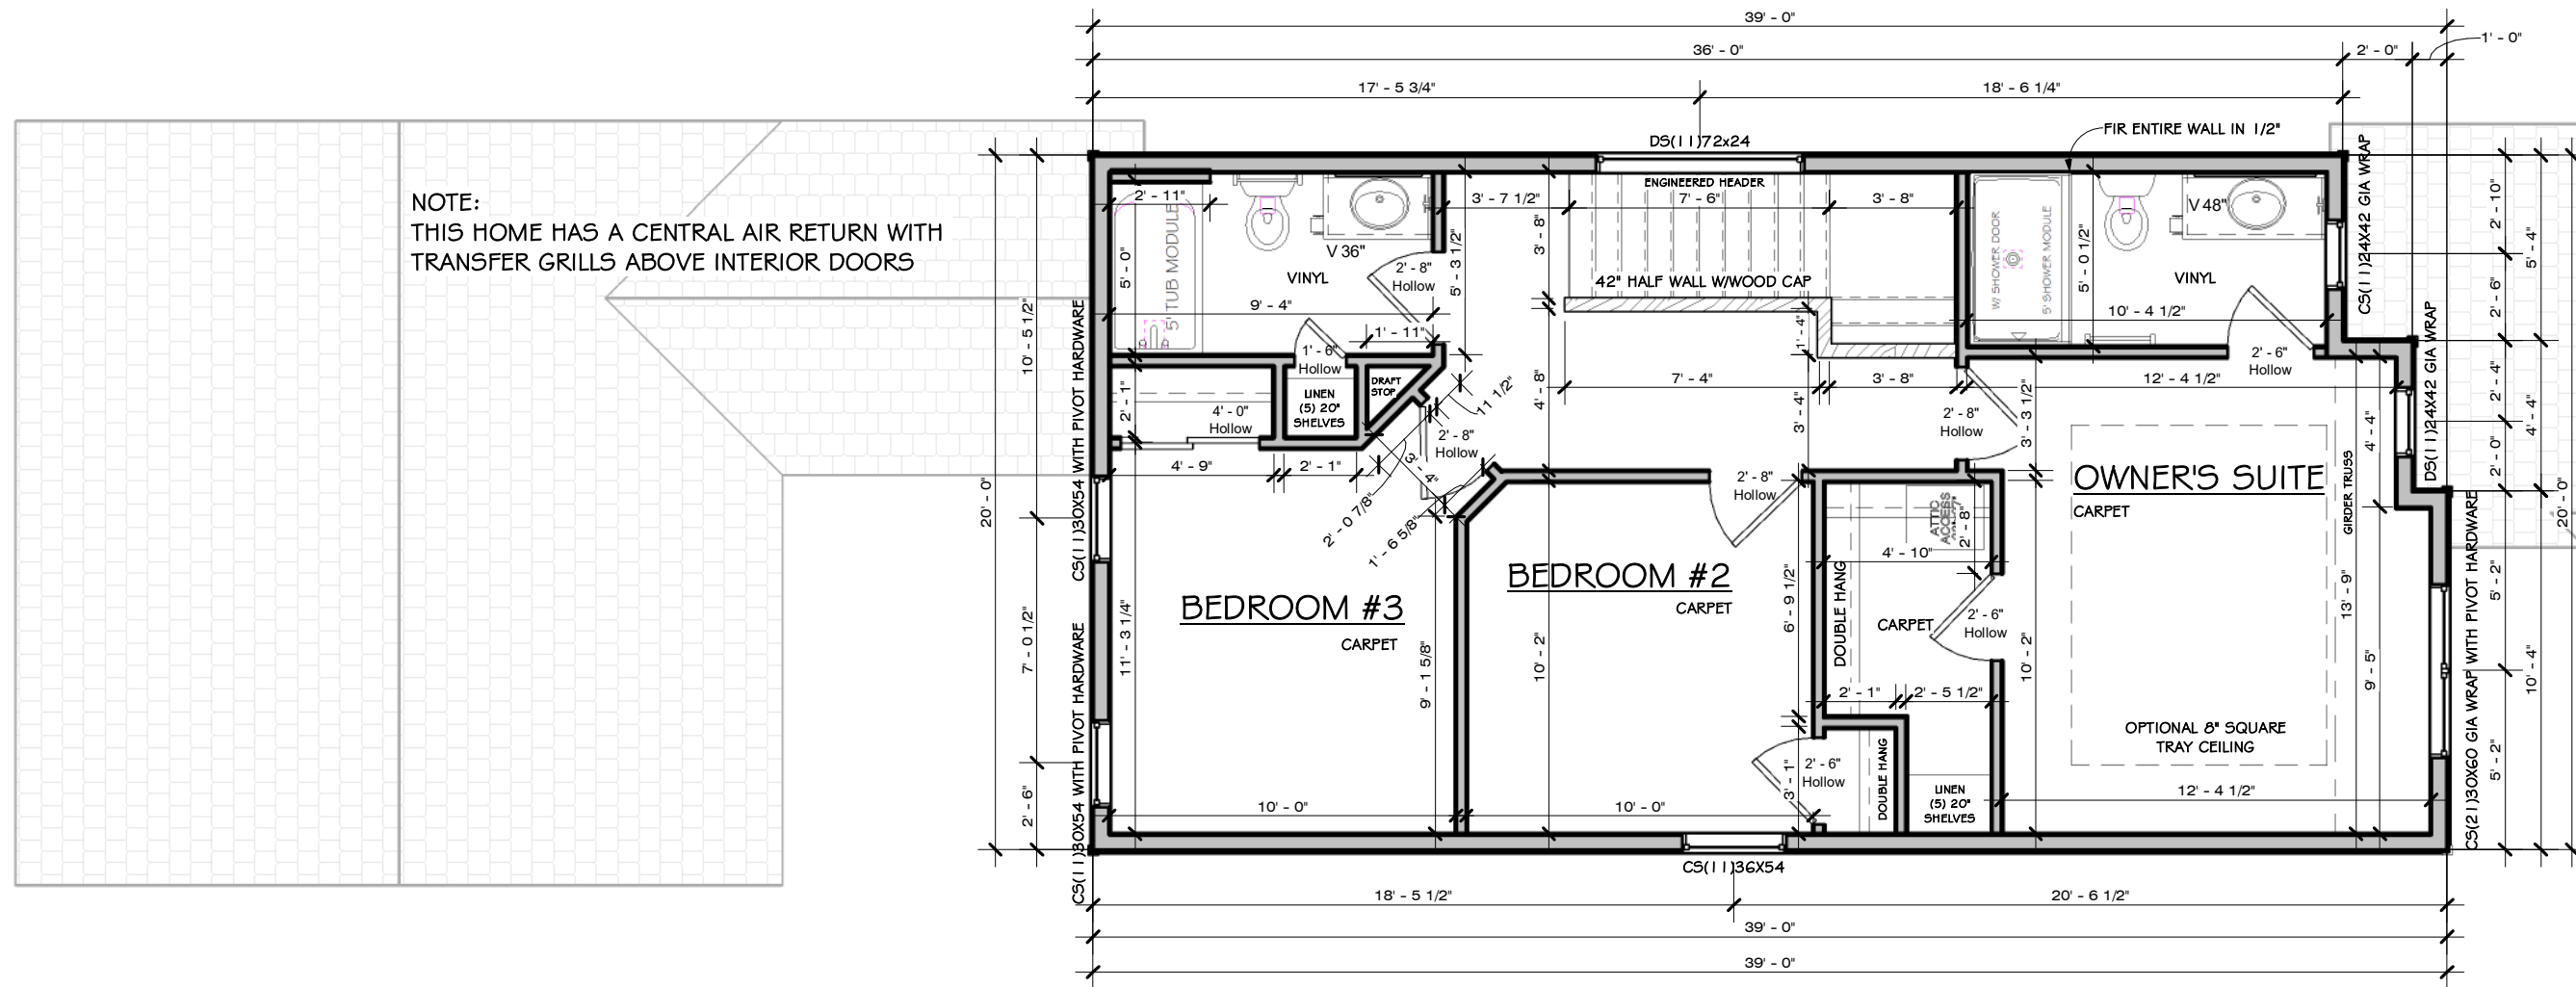 39' - 0"
36' - 0"
2' - 0"
1' - 0"
17' - 5 3/4"
18' - 6 1/4"
DS(11)72x24
FIR ENTIRE WALL IN 1/2"
NOTE:
THIS HOME HAS A CENTRAL AIR RETURN WITH
TRANSFER GRILLS ABOVE INTERIOR DOORS
ENGINEERED HEADER
2' - 11"
3' - 7 1/2"
7' - 6"
3' - 8"
5' TUB MODULE
5' - 0"
V 36"
VINYL
9' - 4"
2' - 8"
Hollow
5' - 3 1/2"
3' - 8"
42" HALF WALL W/WOOD CAP
1' - 4"
W/ SHOWER DOOR
5' SHOWER MODULE
5' - 0 1/2"
V 48"
VINYL
10' - 4 1/2"
CS(11)24X42 GIA WRAP
2' - 10"
5' - 4"
2' - 6"
1' - 11"
1' - 6"
Hollow
2' - 6"
Hollow
DRAFT
STOP
LINEN
(5) 20"
SHELVES
2' - 1"
4' - 0"
Hollow
11 1/2"
4' - 8"
7' - 4"
3' - 8"
12' - 4 1/2"
3' - 4"
2' - 8"
Hollow
3' - 3 1/2"
2' - 8"
Hollow
3' - 4"
4' - 9"
2' - 1"
2' - 0 7/8"
1' - 6 5/8"
2' - 8"
Hollow
DS(11)24X42 GIA WRAP
4' - 4"
2' - 4"
4' - 4"
2' - 0"
20' - 0"
10' - 5 1/2"
20' - 0"
CS(11)30X54 WITH PIVOT HARDWARE
OWNER'S SUITE
CARPET
GIRDER TRUSS
ATTIC
ACCESS
2' - 8"
4' - 10"
BEDROOM #2
CARPET
BEDROOM #3
CARPET
11' - 3 1/4"
9' - 1 5/8"
10' - 2"
6' - 9 1/2"
DOUBLE HANG
CARPET
2' - 6"
Hollow
10' - 2"
13' - 9"
9' - 5"
5' - 2"
10' - 4"
5' - 2"
CS(21)30X60 GIA WRAP WITH PIVOT HARDWARE
7' - 0 1/2"
2' - 6"
CS(11)30X54 WITH PIVOT HARDWARE
2' - 1"
2' - 5 1/2"
OPTIONAL 8" SQUARE
TRAY CEILING
3' - 1"
2' - 6"
Hollow
DOUBLE HANG
LINEN
(5) 20"
SHELVES
10' - 0"
10' - 0"
12' - 4 1/2"
CS(11)36X54
18' - 5 1/2"
20' - 6 1/2"
39' - 0"
39' - 0"